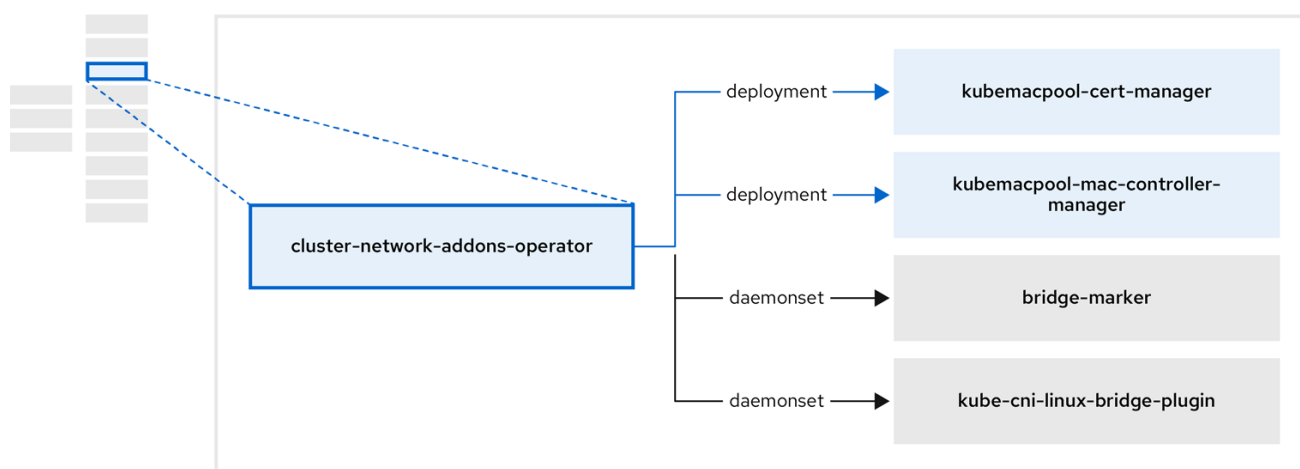 deployment
kubemacpool-cert-manager
deployment
kubemacpool-mac-controller-
manager
cluster-network-addons-operator
daemonset
bridge-marker
daemonset
kube-cni-linux-bridge-plugin